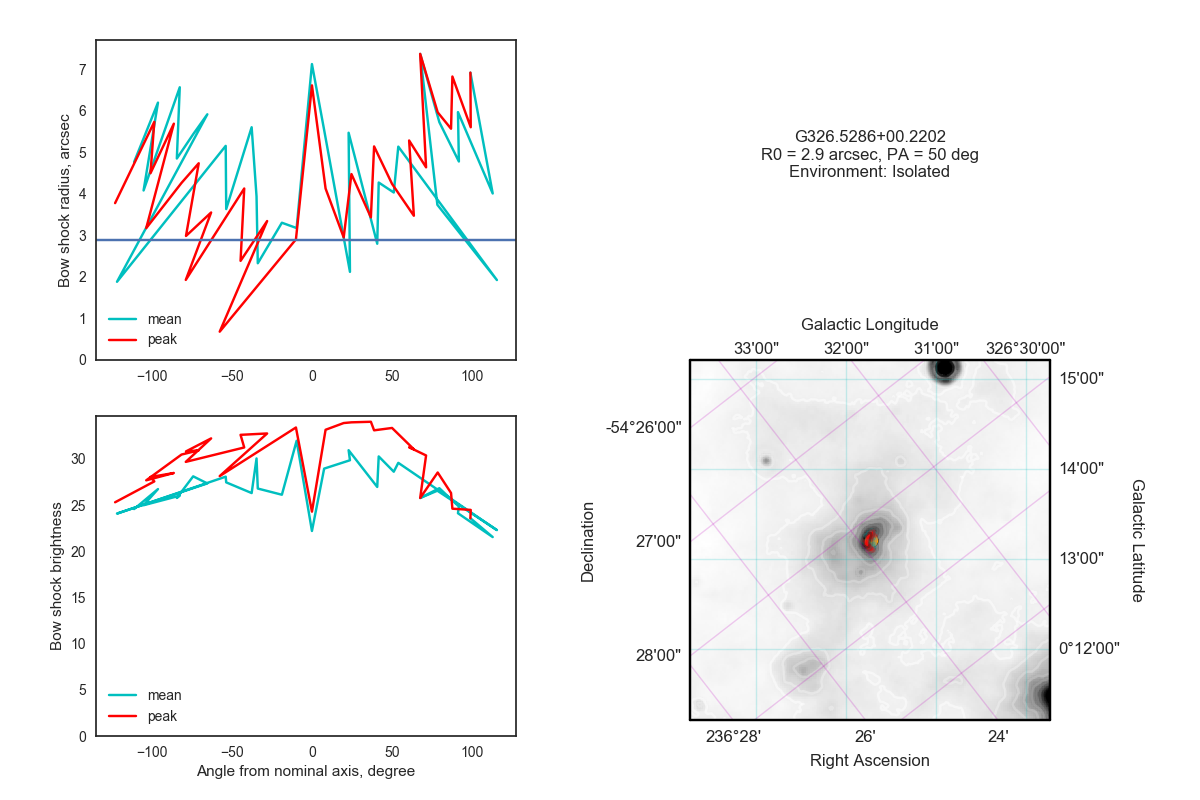 7
6
5
4
3
2
1
0
Bow shock radius, arcsec
mean
peak
−100
−50
0
50
100
G326.5286+00.2202
R0 = 2.9 arcsec, PA = 50 deg
Environment: Isolated
30
25
20
15
10
5
0
Bow shock brightness
mean
peak
−100
−50
0
50
100
Angle from nominal axis, degree
Galactic Longitude
33'00" 32'00" 31'00" 326°30'00"
-54°26'00"
27'00"
28'00"
Declination
15'00"
14'00"
13'00"
0°12'00"
Galactic Latitude
236°28' 26' 24'
Right Ascension